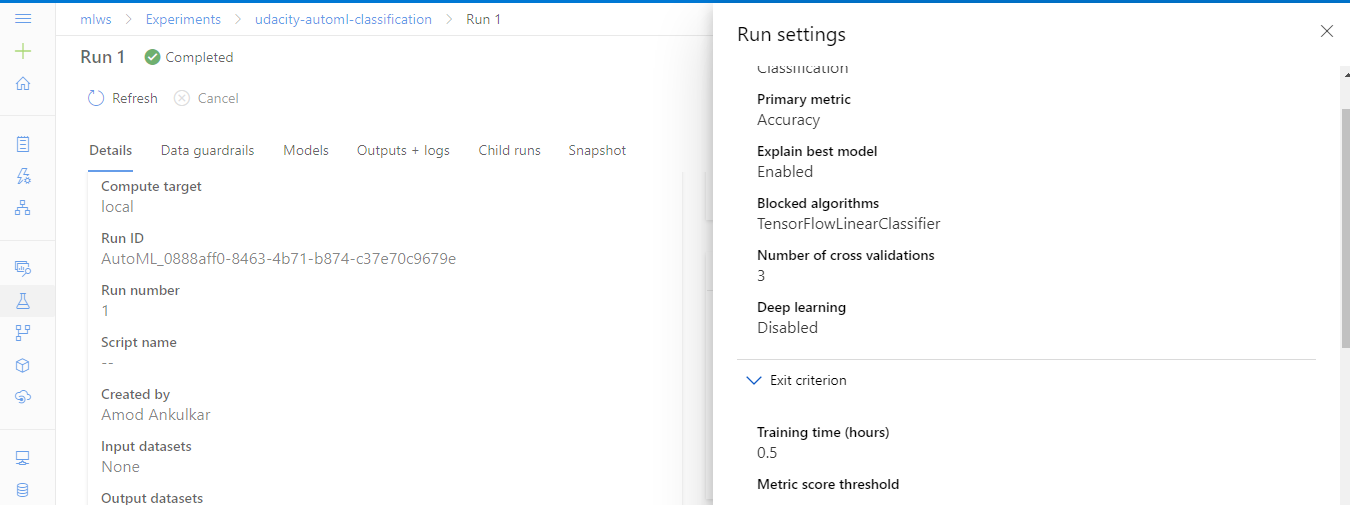 mlws > Experiments > udacity-automl-classification > Run 1
Run 1 Completed
Refresh Cancel
Details Data guardrails Models Outputs + logs Child runs Snapshot
Compute target
local
Run ID
AutoML_0888aff0-8463-4b71-b874-c37e70c9679e
Run number
1
Script name
--
Created by
Amod Ankulkar
Input datasets
None
Output datasets
Run settings
Classification
Primary metric
Accuracy
Explain best model
Enabled
Blocked algorithms
TensorFlowLinearClassifier
Number of cross validations
3
Deep learning
Disabled
Exit criterion
Training time (hours)
0.5
Metric score threshold